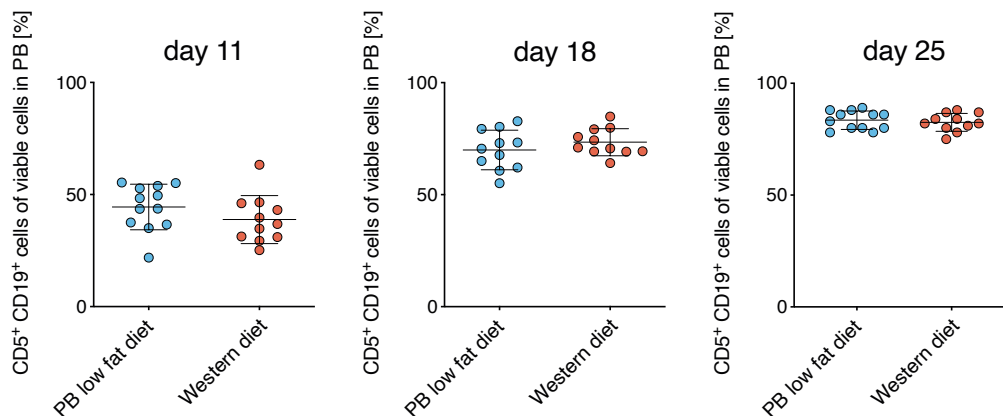 day 11
CD5⁺ CD19⁺ cells of viable cells in PB [%]
100
50
0
PB low fat diet
Western diet
day 18
CD5⁺ CD19⁺ cells of viable cells in PB [%]
100
50
0
PB low fat diet
Western diet
day 25
CD5⁺ CD19⁺ cells of viable cells in PB [%]
100
50
0
PB low fat diet
Western diet